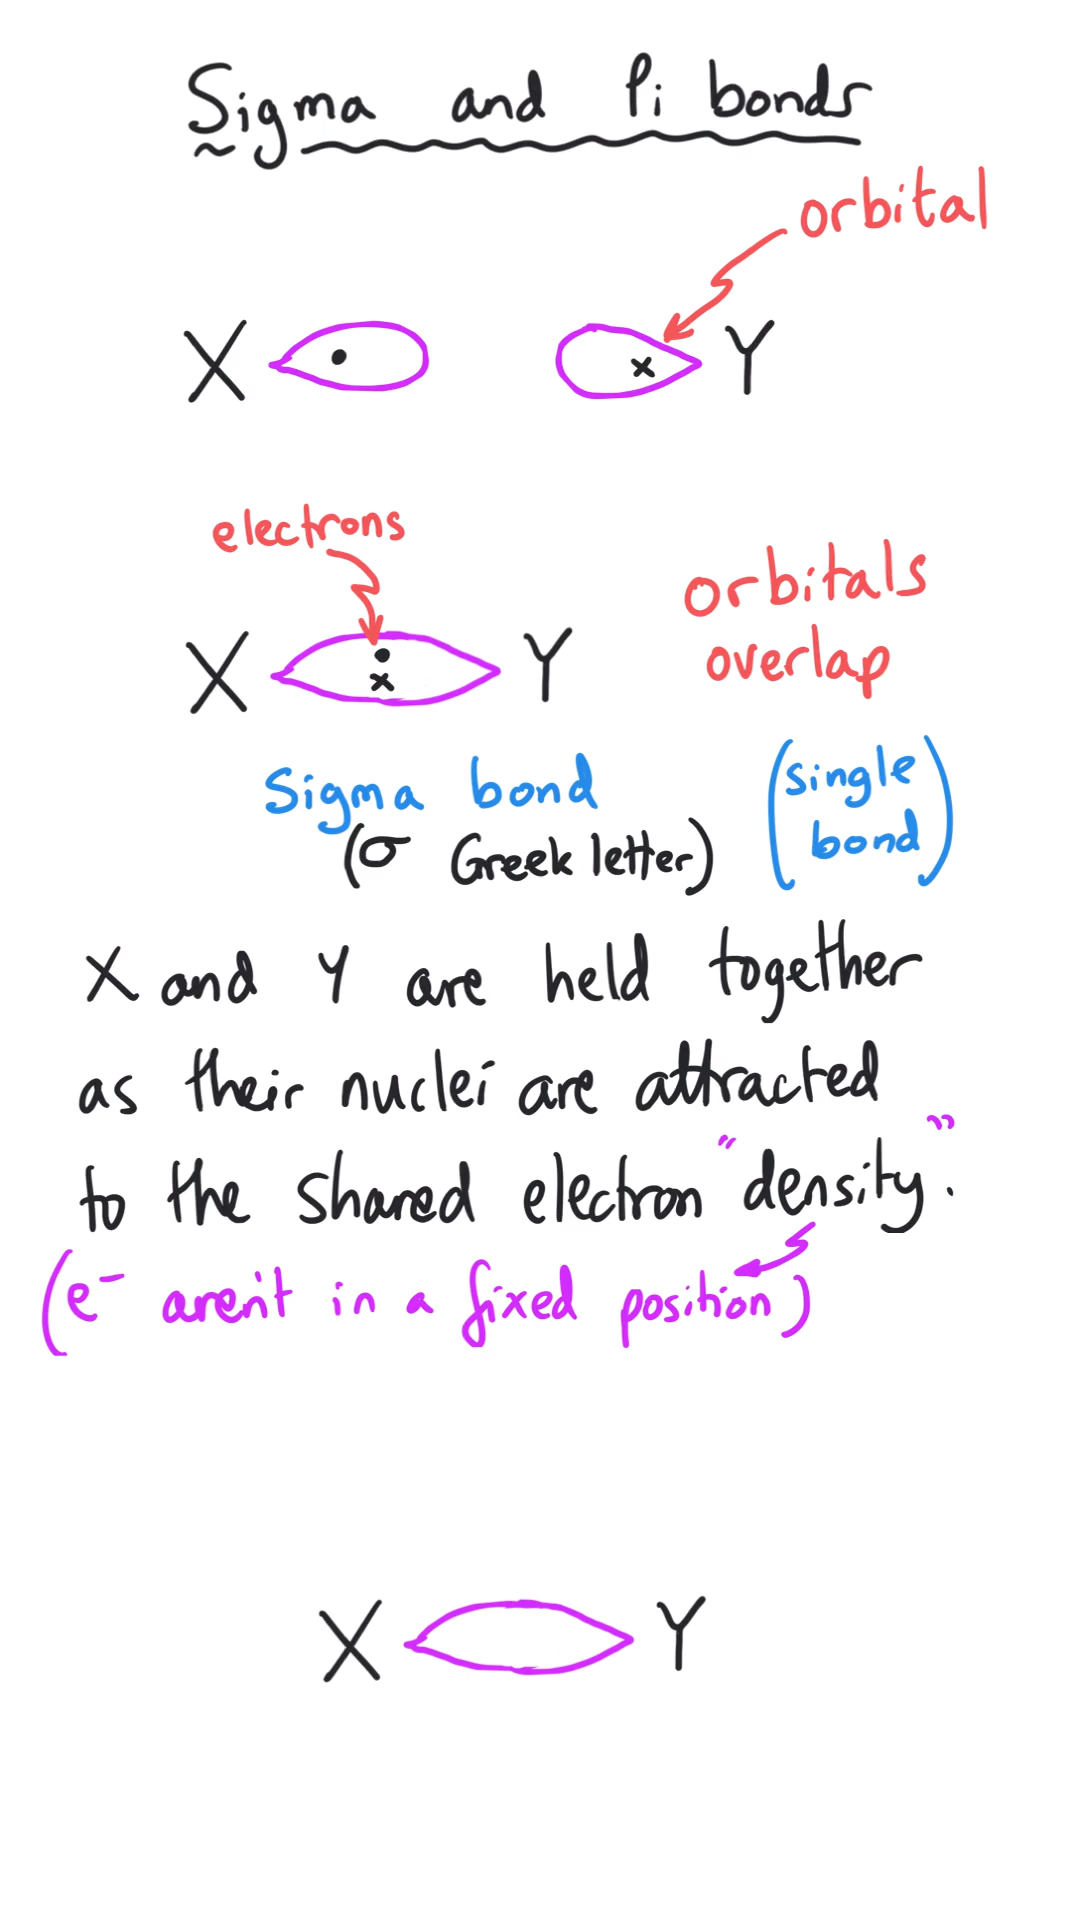 Sigma and Pi bonds
orbital
X • x Y
electrons
orbitals
overlap
X • x Y
Sigma bond
(single
bond)
(σ Greek letter)
X and Y are held together
as their nuclei are attracted
to the shared electron "density".
(e⁻ aren't in a fixed position)
X Y